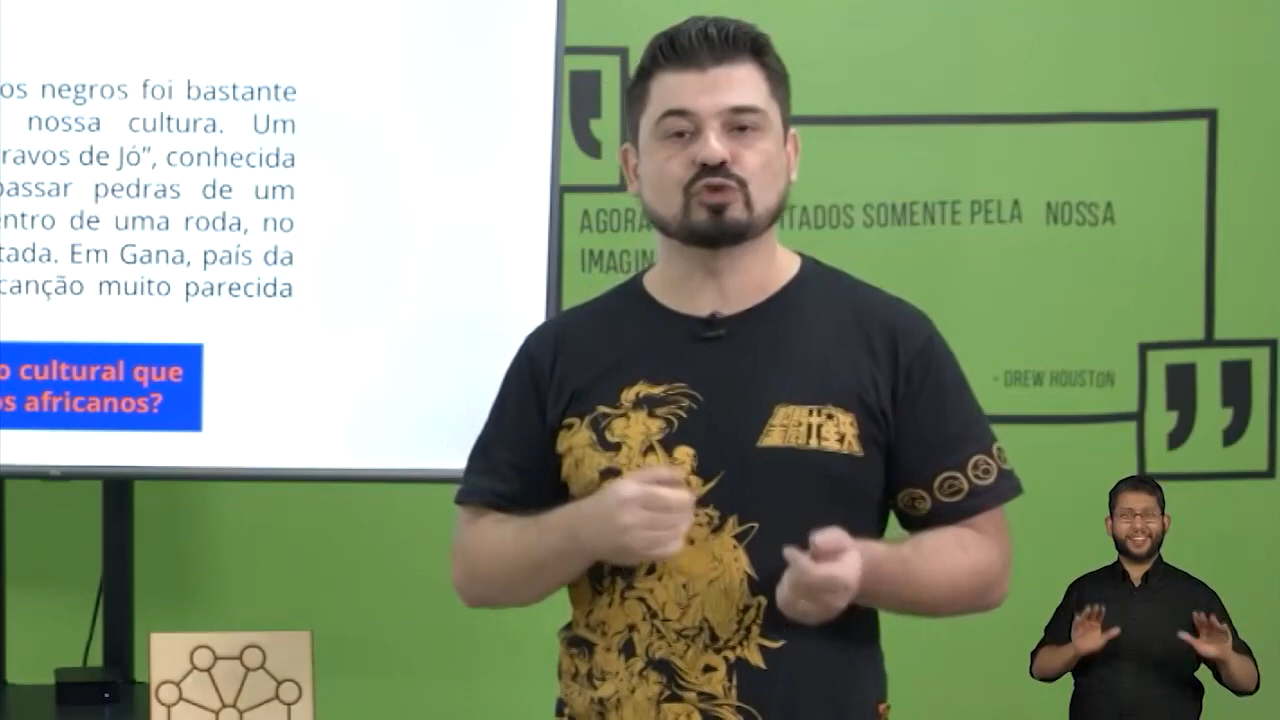 os negros foi bastante
nossa cultura. Um
ravos de Jó”, conhecida
passar pedras de um
entro de uma roda, no
tada. Em Gana, país da
canção muito parecida
o cultural que
os africanos?
AGORA ITADOS SOMENTE PELA NOSSA
IMAGIN
- DREW HOUSTON